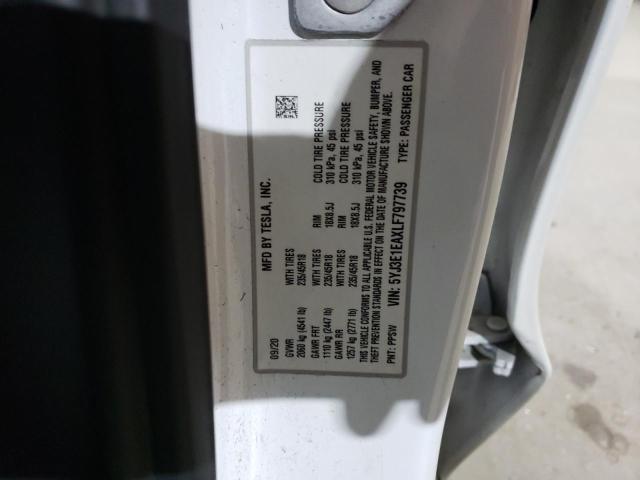 MFD BY TESLA, INC.
09/20
GVWR WITH TIRES RIM COLD TIRE PRESSURE
2060 kg (4541 lb) 235/45R18 18X8.5J 310 kPa, 45 psi
GAWR FRT WITH TIRES RIM COLD TIRE PRESSURE
1110 kg (2447 lb) 235/45R18 18X8.5J 310 kPa, 45 psi
GAWR RR
1257 kg (2771 lb)
THIS VEHICLE CONFORMS TO ALL APPLICABLE U.S. FEDERAL MOTOR VEHICLE SAFETY, BUMPER, AND
THEFT PREVENTION STANDARDS IN EFFECT ON THE DATE OF MANUFACTURE SHOWN ABOVE.
VIN: 5YJ3E1EAXLF797739
PNT: PPSW TYPE: PASSENGER CAR